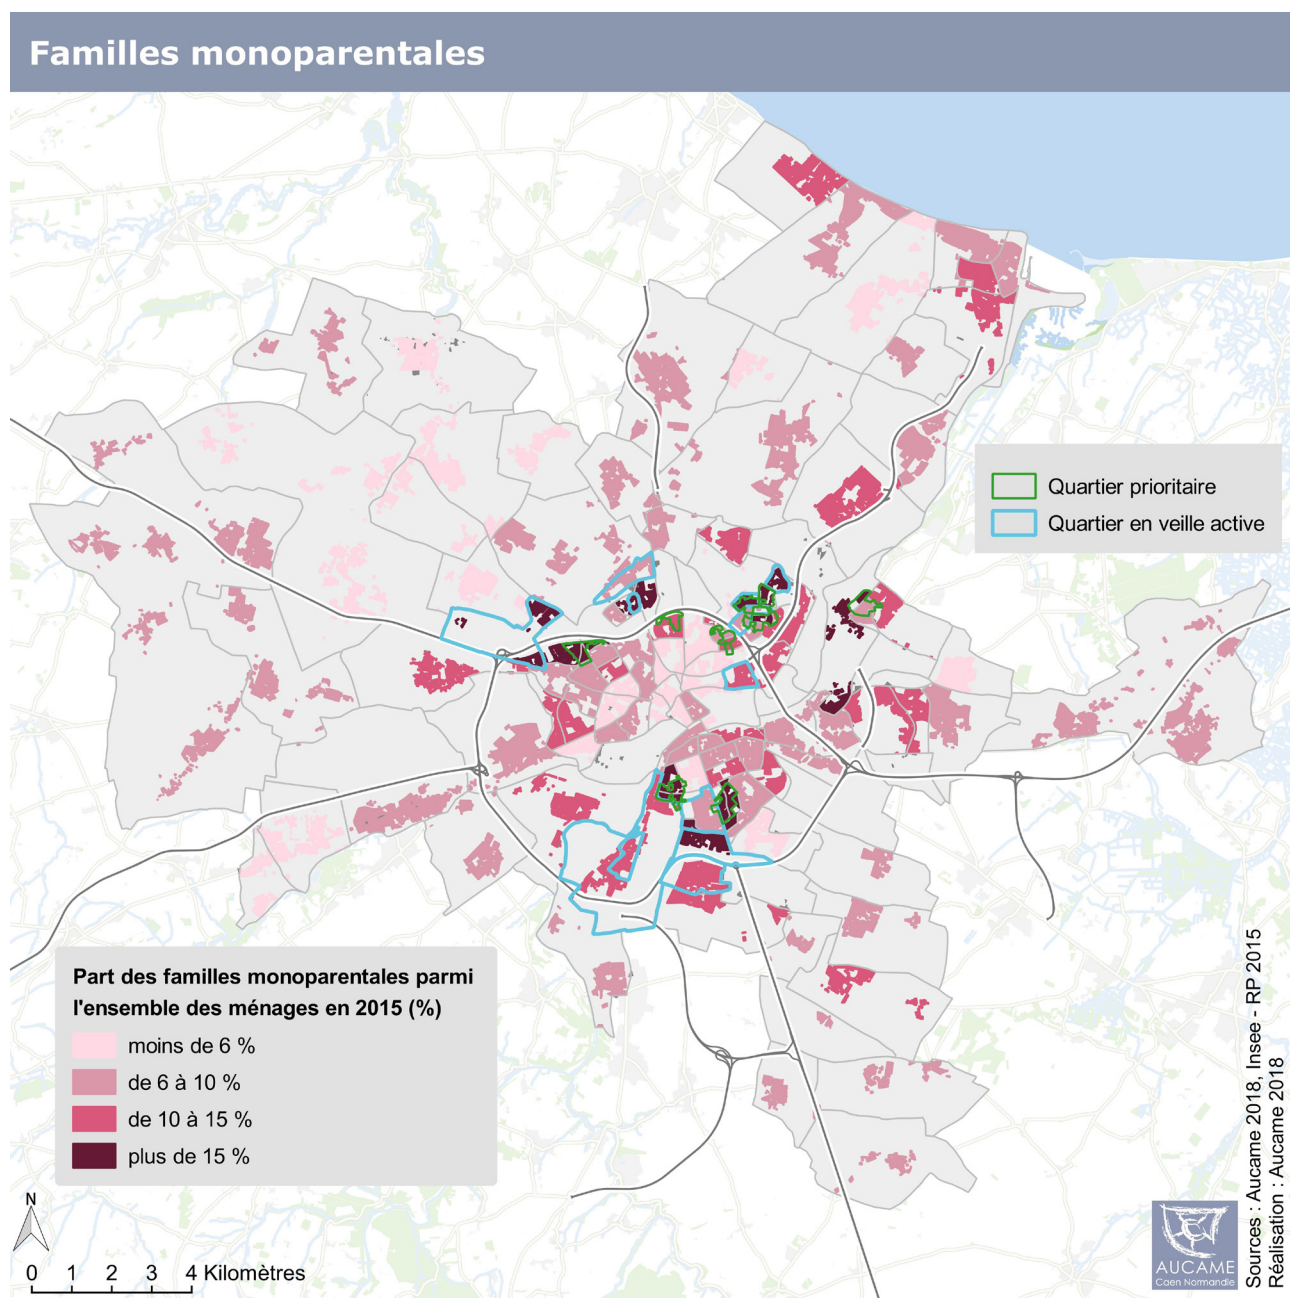 Familles monoparentales
Quartier prioritaire
Quartier en veille active
Part des familles monoparentales parmi
l'ensemble des ménages en 2015 (%)
moins de 6 %
de 6 à 10 %
de 10 à 15 %
plus de 15 %
N
0 1 2 3 4 Kilomètres
AUCAME
Caen Normandie
Sources : Aucame 2018, Insee - RP 2015
Réalisation : Aucame 2018